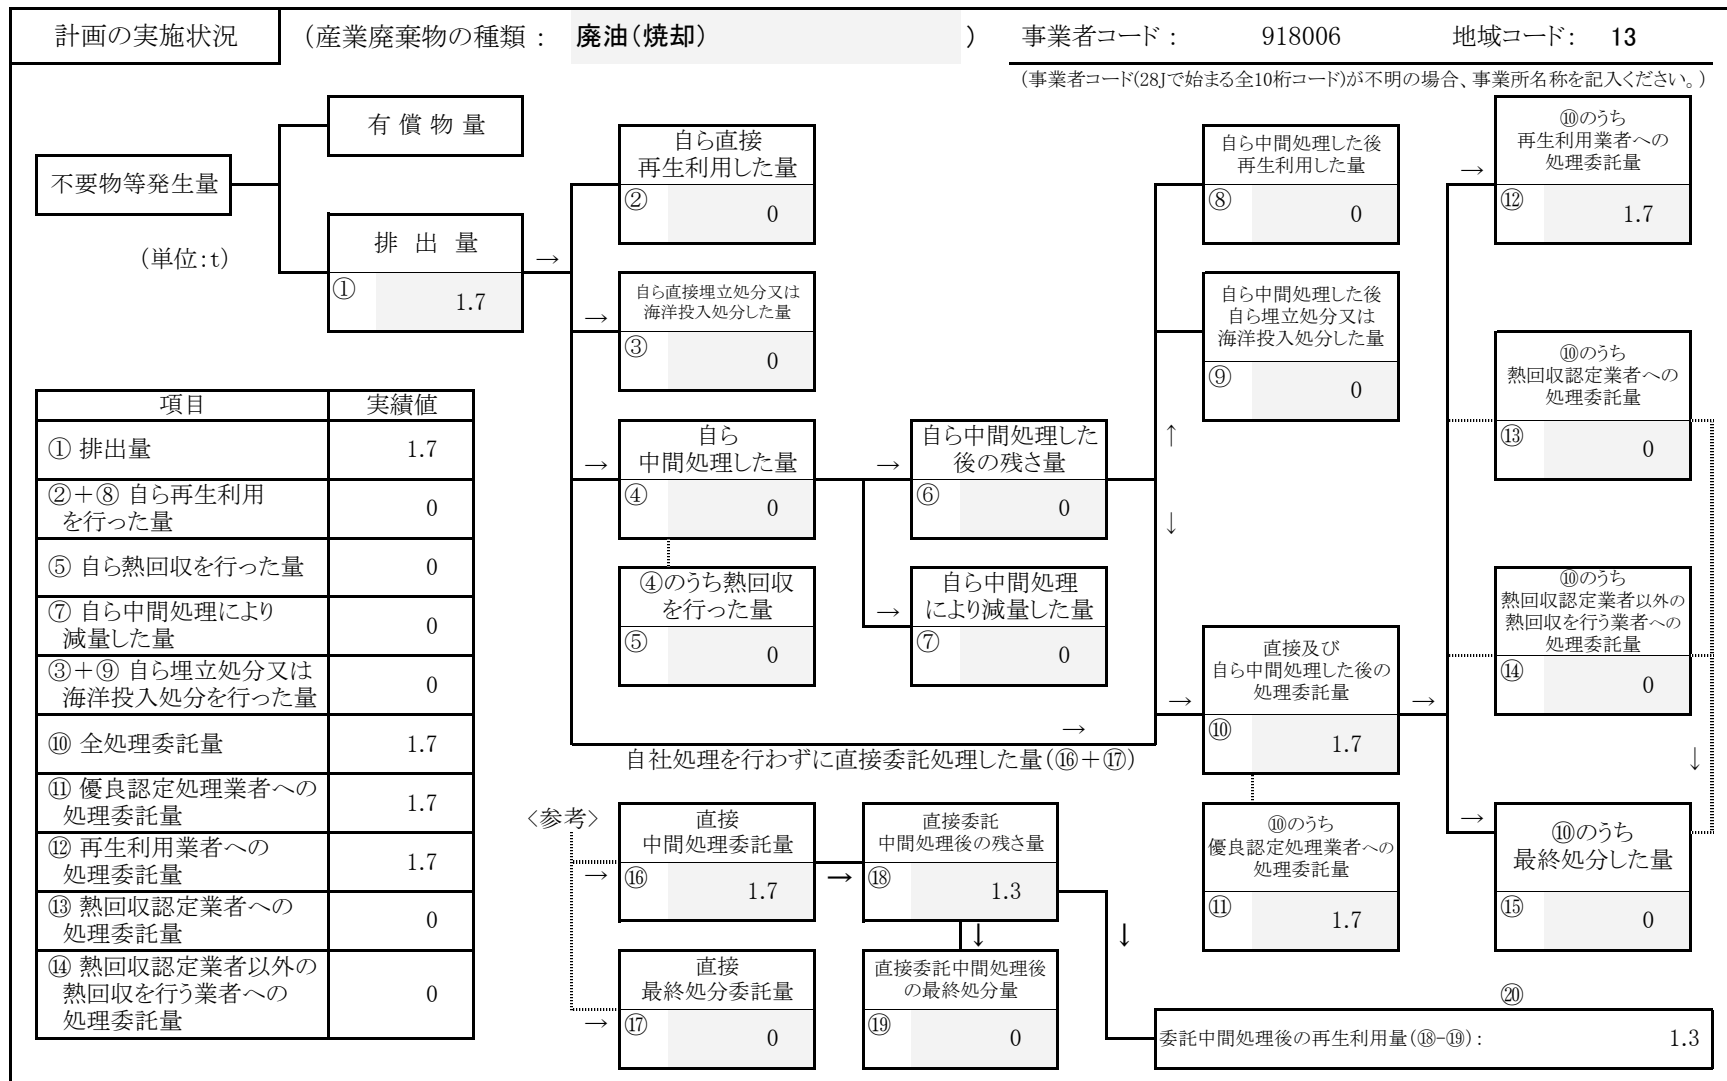 計画の実施状況
(産業廃棄物の種類: 廃油(焼却) )
事業者コード: 918006 地域コード: 13
(事業者コード(28Jで始まる全10桁コード)が不明の場合、事業所名称を記入ください。)
不要物等発生量
(単位:t)
有償物量
排出量
① 1.7
→
自ら直接
再生利用した量
② 0
→
自ら直接埋立処分又は
海洋投入処分した量
③ 0
→
自ら
中間処理した量
④ 0
④のうち熱回収
を行った量
⑤ 0
→
自ら中間処理した
後の残さ量
⑥ 0
→
自ら中間処理
により減量した量
⑦ 0
自ら中間処理した後
再生利用した量
⑧ 0
自ら中間処理した後
自ら埋立処分又は
海洋投入処分した量
⑨ 0
↑
↓
→
自社処理を行わずに直接委託処理した量(⑯+⑰)
→
直接及び
自ら中間処理した後の
処理委託量
⑩ 1.7
→
⑩のうち
優良認定処理業者への
処理委託量
⑪ 1.7
→
⑩のうち
再生利用業者への
処理委託量
⑫ 1.7
⑩のうち
熱回収認定業者への
処理委託量
⑬ 0
⑩のうち
熱回収認定業者以外の
熱回収を行う業者への
処理委託量
⑭ 0
↓
→
⑩のうち
最終処分した量
⑮ 0
項目 実績値
① 排出量 1.7
②+⑧ 自ら再生利用
を行った量 0
⑤ 自ら熱回収を行った量 0
⑦ 自ら中間処理により
減量した量 0
③+⑨ 自ら埋立処分又は
海洋投入処分を行った量 0
⑩ 全処理委託量 1.7
⑪ 優良認定処理業者への
処理委託量 1.7
⑫ 再生利用業者への
処理委託量 1.7
⑬ 熱回収認定業者への
処理委託量 0
⑭ 熱回収認定業者以外の
熱回収を行う業者への
処理委託量 0
<参考>
→
直接
中間処理委託量
⑯ 1.7
→
直接委託
中間処理後の残さ量
⑱ 1.3
↓
↓
→
直接
最終処分委託量
⑰ 0
直接委託中間処理後
の最終処分量
⑲ 0
⑳
委託中間処理後の再生利用量(⑱-⑲): 1.3